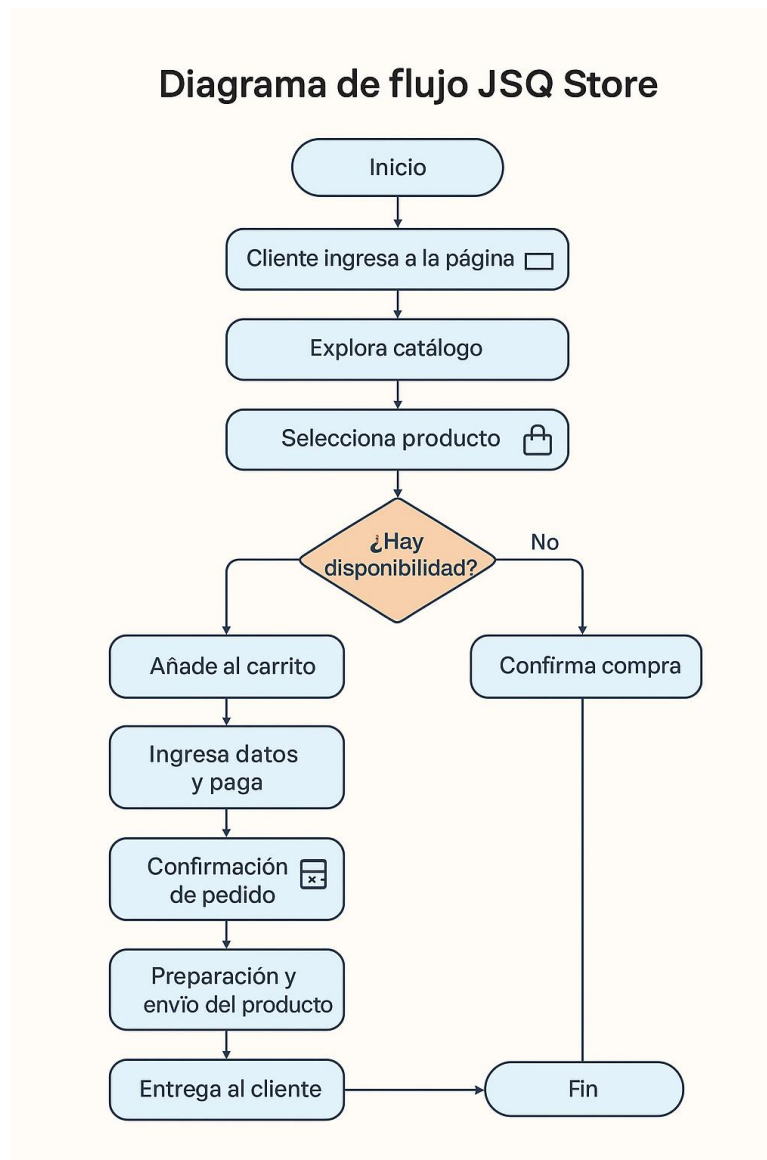 Diagrama de flujo JSQ Store
Inicio
Cliente ingresa a la página
Explora catálogo
Selecciona producto
¿Hay
disponibilidad?
No
Añade al carrito
Confirma compra
Ingresa datos
y paga
Confirmación
de pedido
Preparación y
envïo del producto
Entrega al cliente
Fin